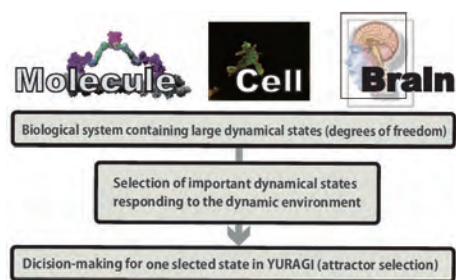 Molecule
Cell
Brain
Biological system containing large dynamical states (degrees of freedom)
Selection of important dynamical states
responding to the dynamic environment
Dicision-making for one slected state in YURAGI (attractor selection)